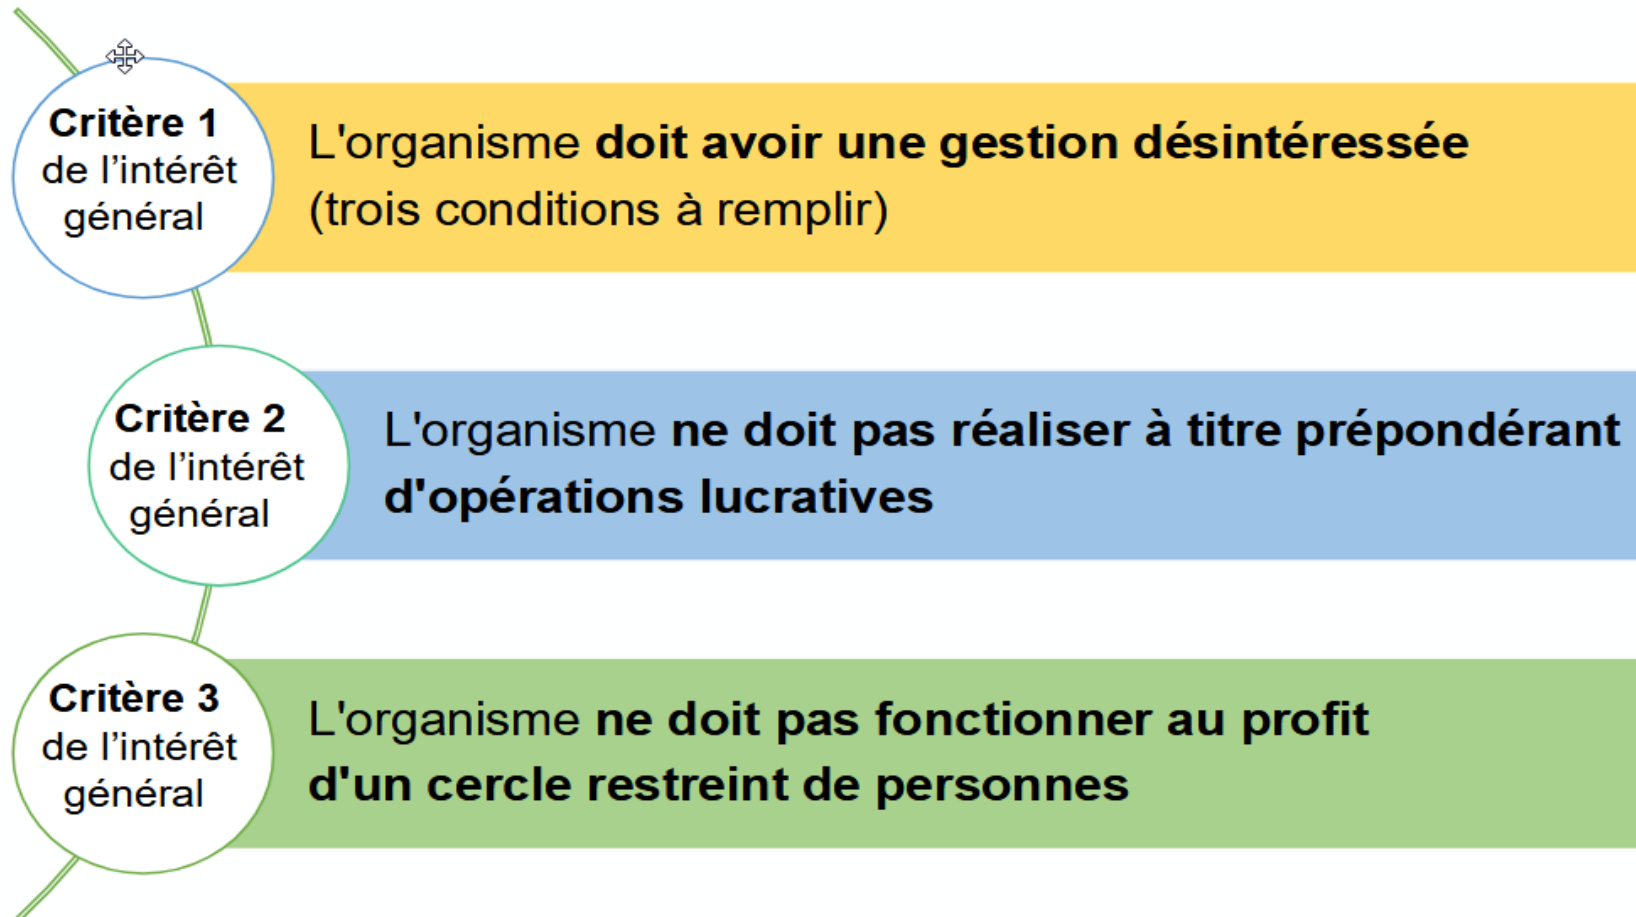 Critère 1
de l’intérêt
général
L'organisme doit avoir une gestion désintéressée
(trois conditions à remplir)
Critère 2
de l’intérêt
général
L'organisme ne doit pas réaliser à titre prépondérant
d'opérations lucratives
Critère 3
de l’intérêt
général
L'organisme ne doit pas fonctionner au profit
d'un cercle restreint de personnes